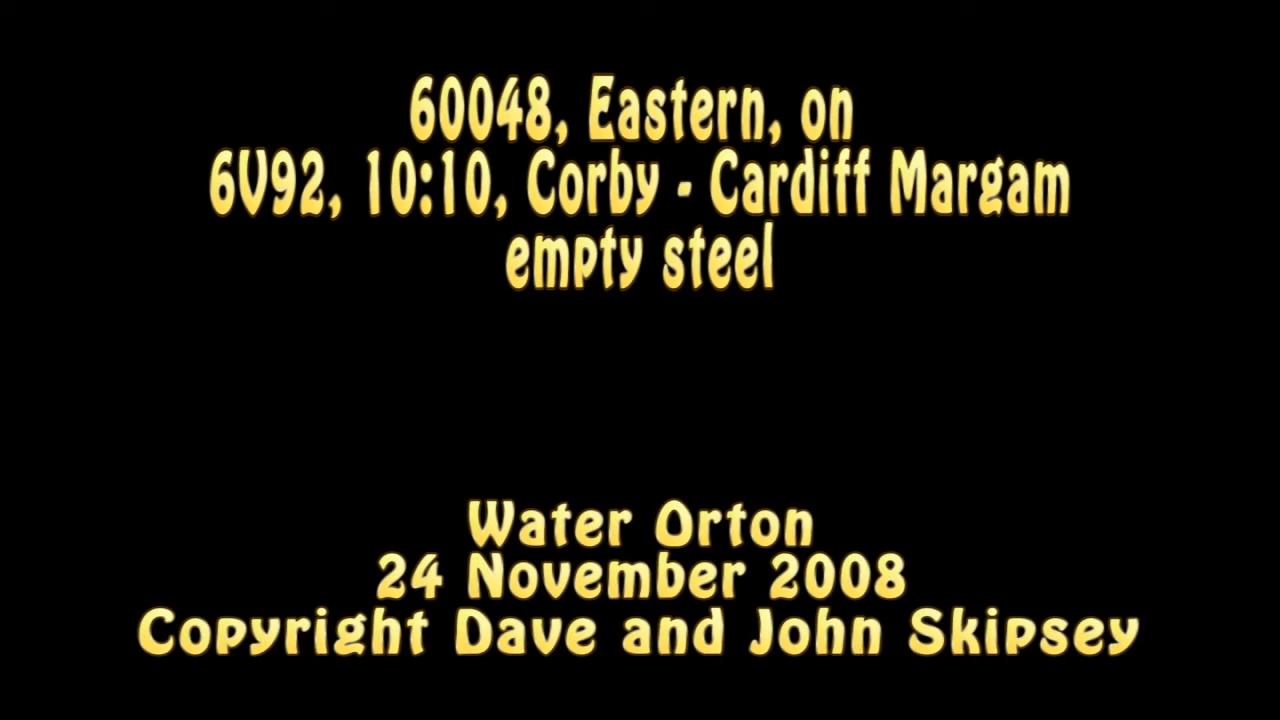 60048, Eastern, on
6V92, 10:10, Corby - Cardiff Margam
empty steel
Water Orton
24 November 2008
Copyright Dave and John Skipsey